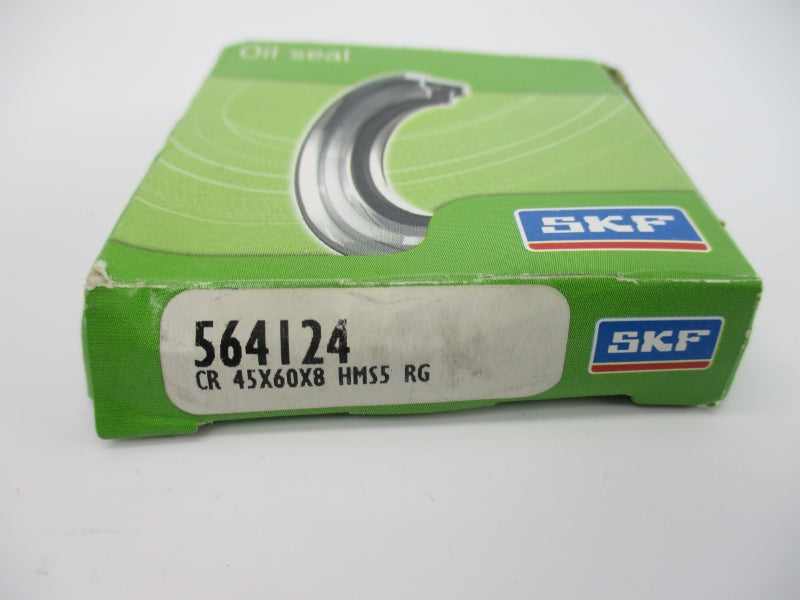 Oil seal
SKF
564124
CR 45X60X8 HMS5 RG
SKF